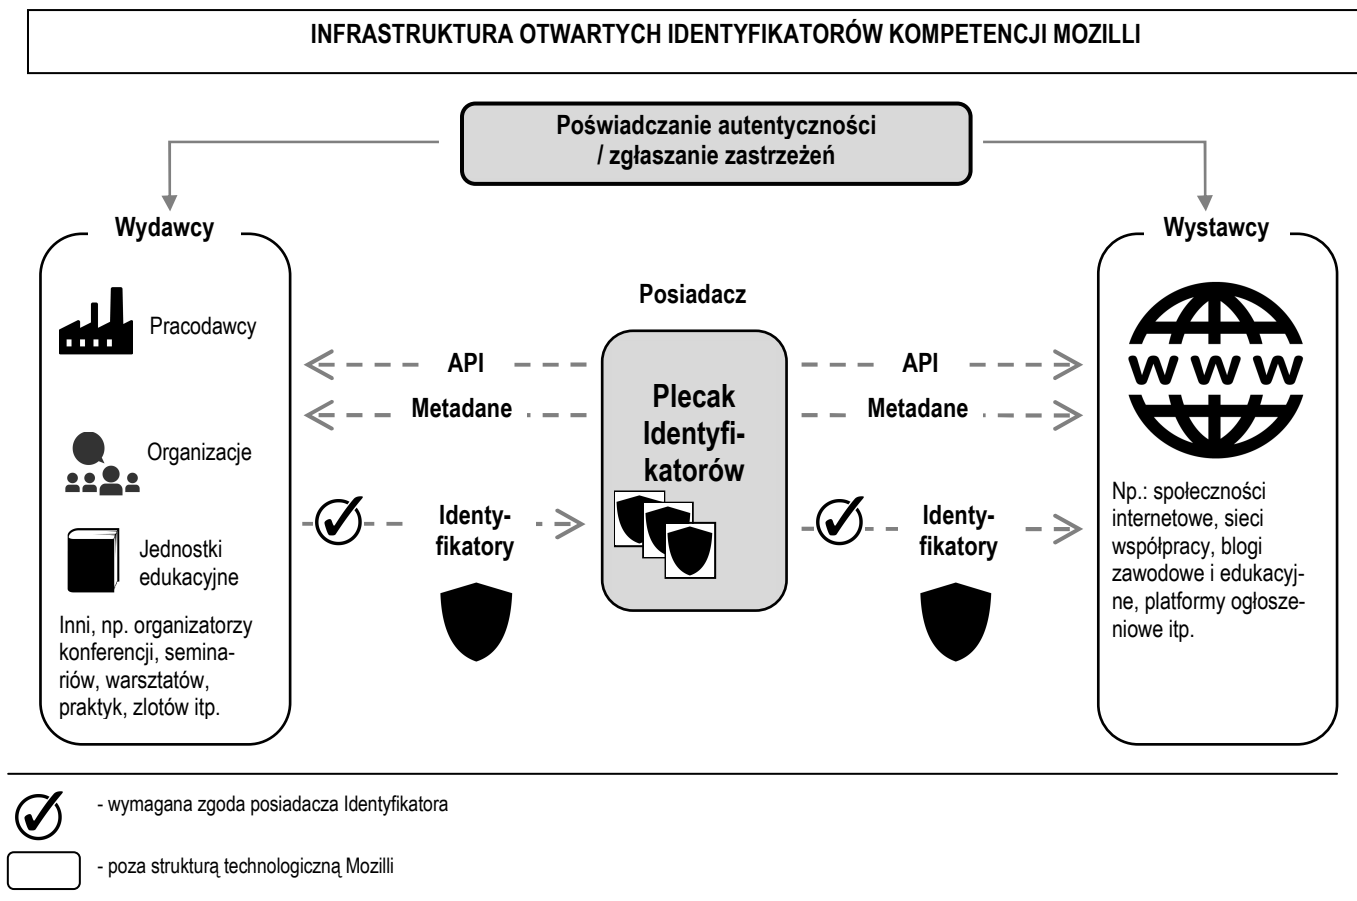 INFRASTRUKTURA OTWARTYCH IDENTYFIKATORÓW KOMPETENCJI MOZILLI
Poświadczanie autentyczności
/ zgłaszanie zastrzeżeń
Wydawcy
Pracodawcy
Organizacje
Jednostki
edukacyjne
Inni, np. organizatorzy
konferencji, semina-
riów, warsztatów,
praktyk, zlotów itp.
API
Metadane
Identy-
fikatory
Posiadacz
Plecak
Identyfi-
katorów
API
Metadane
Identy-
fikatory
Wystawcy
W W W
Np.: społeczności
internetowe, sieci
współpracy, blogi
zawodowe i edukacyj-
ne, platformy ogłosze-
niowe itp.
- wymagana zgoda posiadacza Identyfikatora
- poza strukturą technologiczną Mozilli